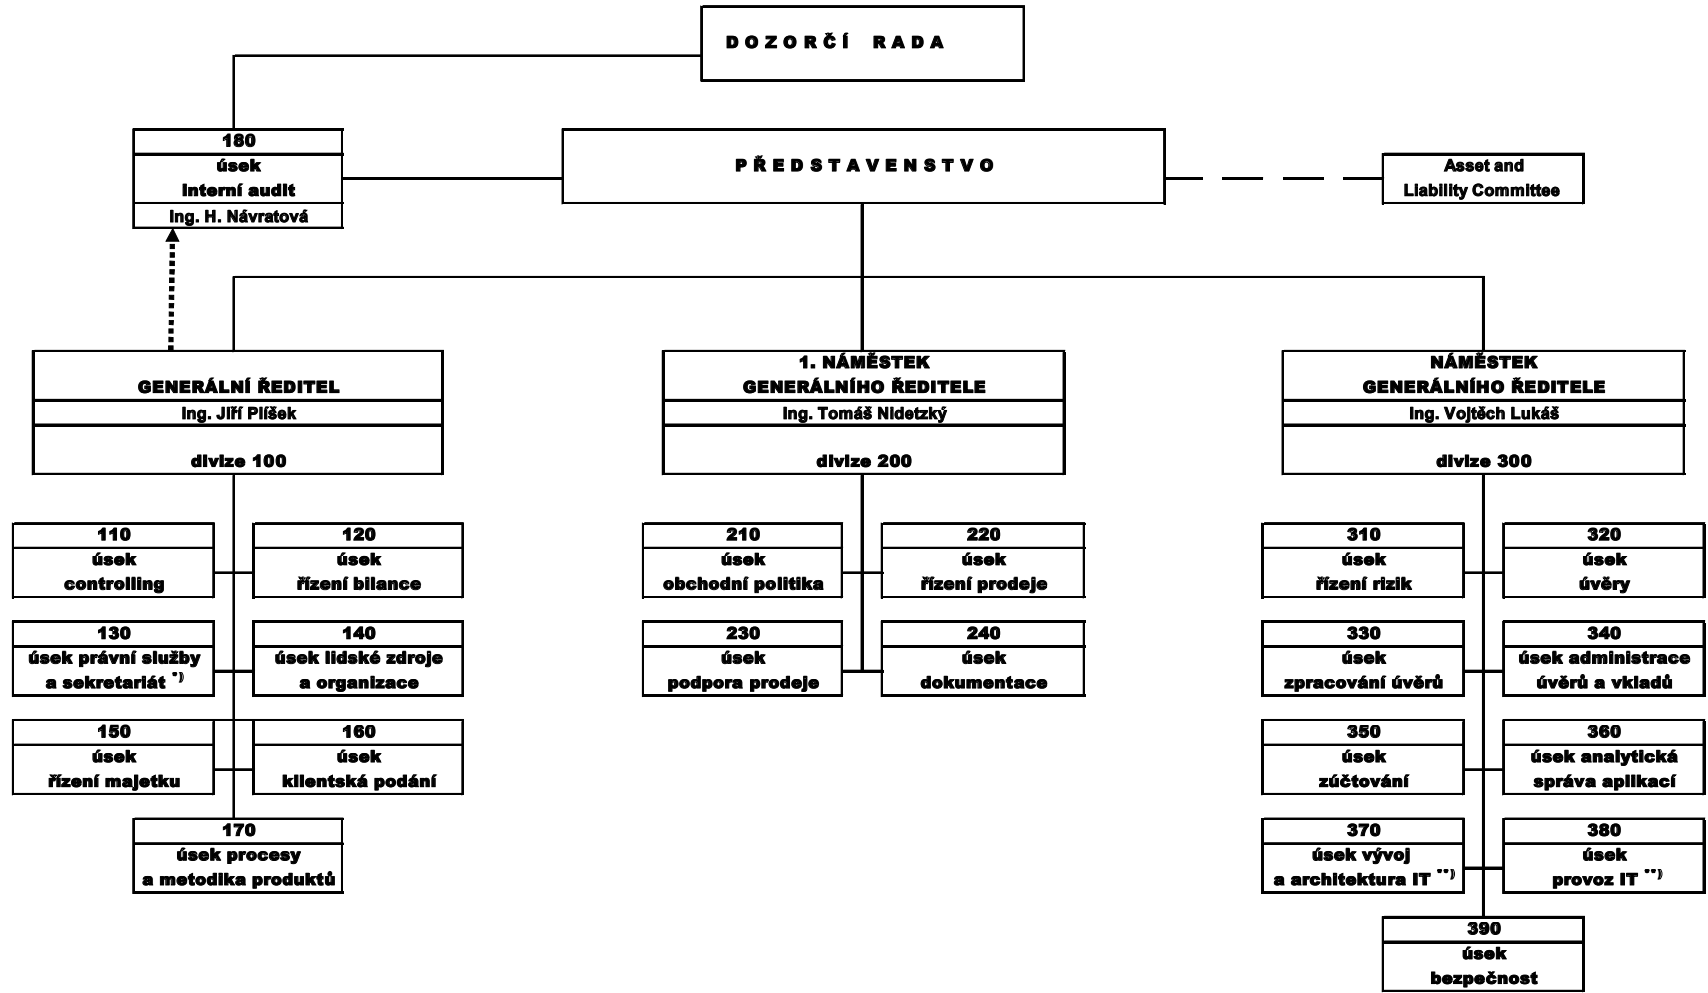 DOZORČÍ RADA
180
úsek
interní audit
Ing. H. Návratová
PŘEDSTAVENSTVO
Asset and
Liability Committee
GENERÁLNÍ ŘEDITEL
Ing. Jiří Plíšek
divize 100
1. NÁMĚSTEK
GENERÁLNÍHO ŘEDITELE
Ing. Tomáš Nidetzký
divize 200
NÁMĚSTEK
GENERÁLNÍHO ŘEDITELE
Ing. Vojtěch Lukáš
divize 300
110
úsek
controlling
120
úsek
řízení bilance
130
úsek právní služby
a sekretariát *)
140
úsek lidské zdroje
a organizace
150
úsek
řízení majetku
160
úsek
klientská podání
170
úsek procesy
a metodika produktů
210
úsek
obchodní politika
220
úsek
řízení prodeje
230
úsek
podpora prodeje
240
úsek
dokumentace
310
úsek
řízení rizik
320
úsek
úvěry
330
úsek
zpracování úvěrů
340
úsek administrace
úvěrů a vkladů
350
úsek
zúčtování
360
úsek analytická
správa aplikací
370
úsek vývoj
a architektura IT **)
380
úsek
provoz IT **)
390
úsek
bezpečnost